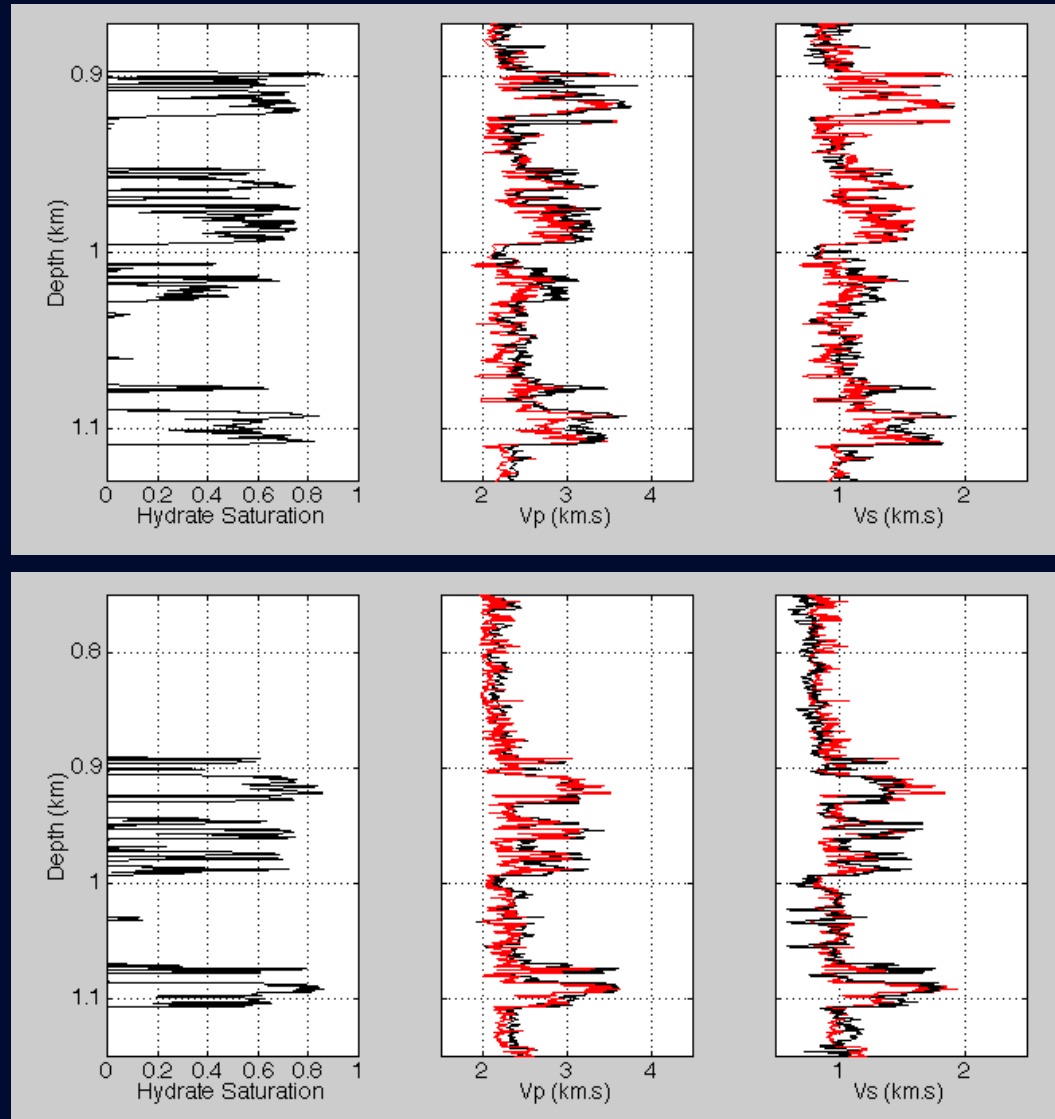 Depth (km)
0.9
1
1.1
0 0.2 0.4 0.6 0.8 1
Hydrate Saturation
2 3 4
Vp (km.s)
1 2
Vs (km.s)
Depth (km)
0.8
0.9
1
1.1
0 0.2 0.4 0.6 0.8 1
Hydrate Saturation
2 3 4
Vp (km.s)
1 2
Vs (km.s)